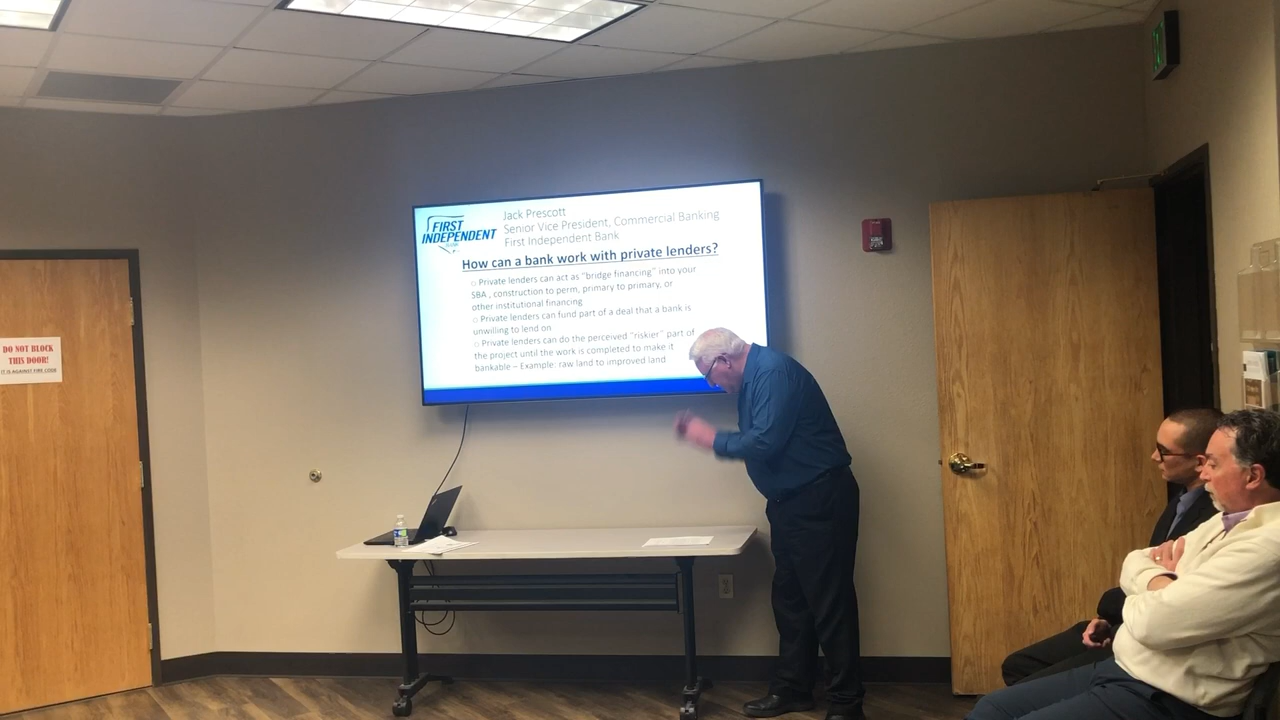 FIRST
INDEPENDENT
BANK
Jack Prescott
Senior Vice President, Commercial Banking
First Independent Bank
How can a bank work with private lenders?
○ Private lenders can act as “bridge financing” into your
SBA , construction to perm, primary to primary, or
other institutional financing
○ Private lenders can fund part of a deal that a bank is
unwilling to lend on
○ Private lenders can do the perceived “riskier” part of
the project until the work is completed to make it
bankable – Example: raw land to improved land
DO NOT BLOCK
THIS DOOR!
IT IS AGAINST FIRE CODE